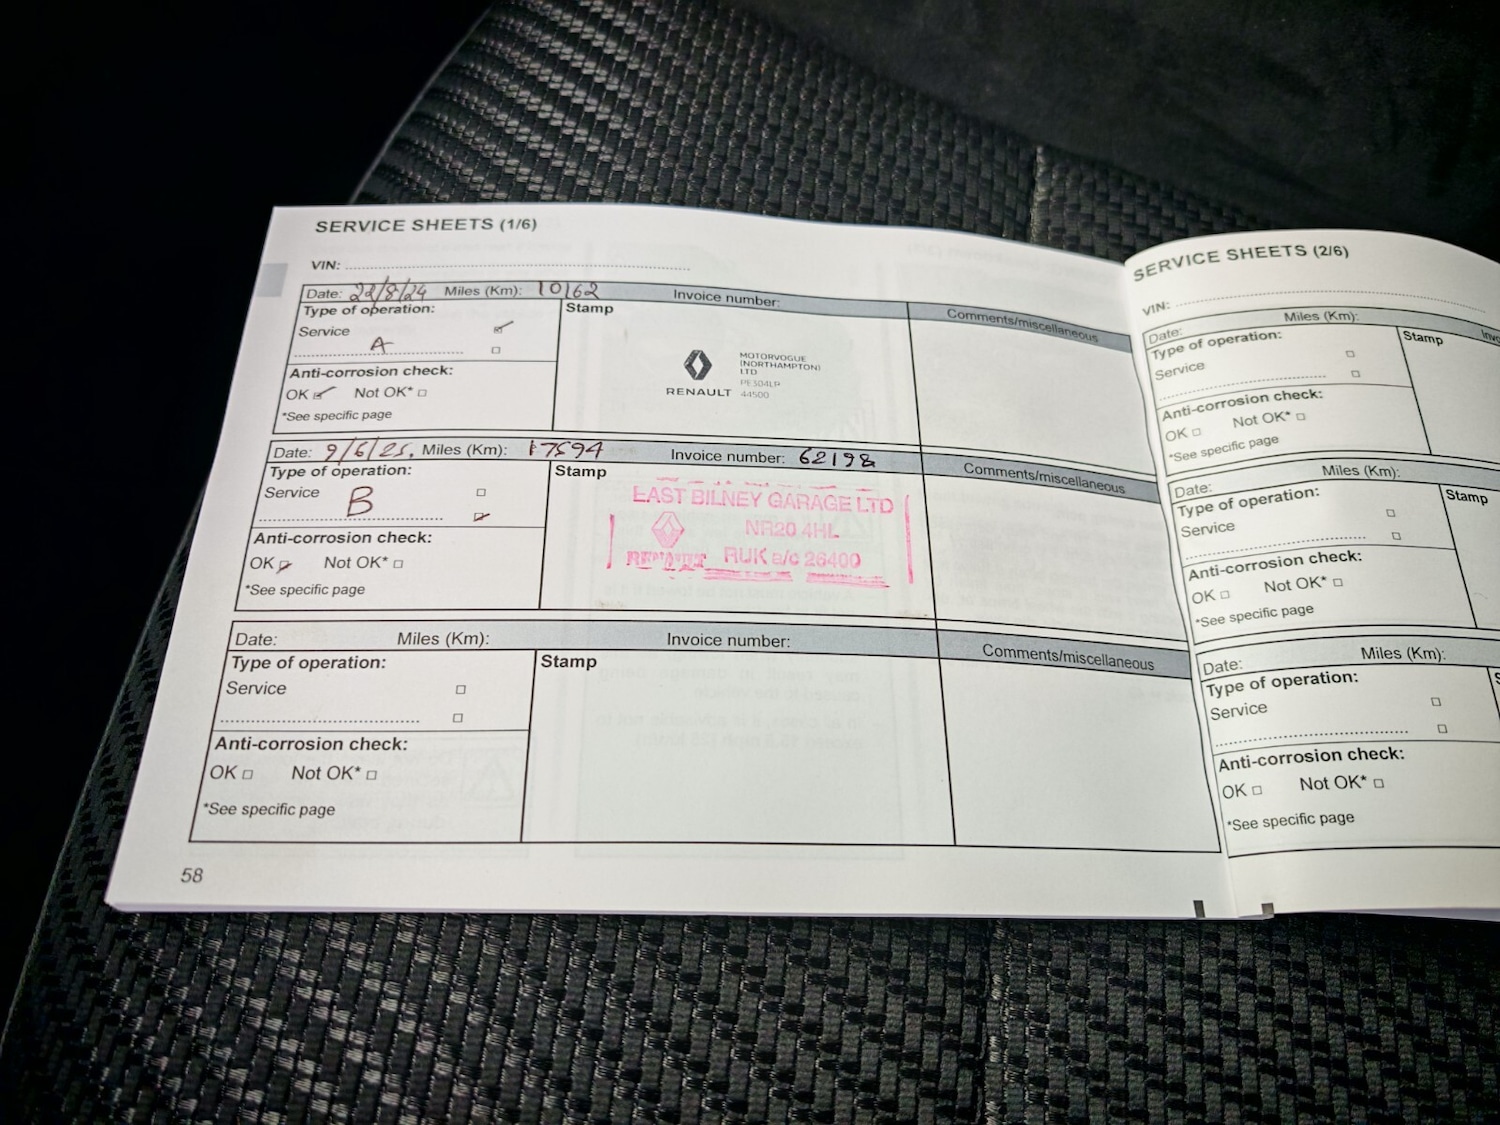 SERVICE SHEETS (1/6)
VIN:
Date: 22/8/24 Miles (Km): 10162 Invoice number:
Type of operation:
Service
A
Anti-corrosion check:
OK Not OK*
*See specific page
Stamp
RENAULT
MOTORVOGUE
(NORTHAMPTON)
LTD
PE304LP
44500
Comments/miscellaneous
Date: 9/6/25. Miles (Km): 17594 Invoice number: 62198
Type of operation:
Service
B
Anti-corrosion check:
OK Not OK*
*See specific page
Stamp
EAST BILNEY GARAGE LTD
NR20 4HL
RENAULT RUK a/c 26400
Comments/miscellaneous
Date: Miles (Km): Invoice number:
Type of operation:
Service
Anti-corrosion check:
OK Not OK*
*See specific page
Stamp
Comments/miscellaneous
58
SERVICE SHEETS (2/6)
VIN:
Date: Miles (Km): Invo
Type of operation:
Service
Anti-corrosion check:
OK Not OK*
*See specific page
Stamp
Date: Miles (Km):
Type of operation:
Service
Anti-corrosion check:
OK Not OK*
*See specific page
Stamp
Date: Miles (Km):
Type of operation:
Service
Anti-corrosion check:
OK Not OK*
*See specific page